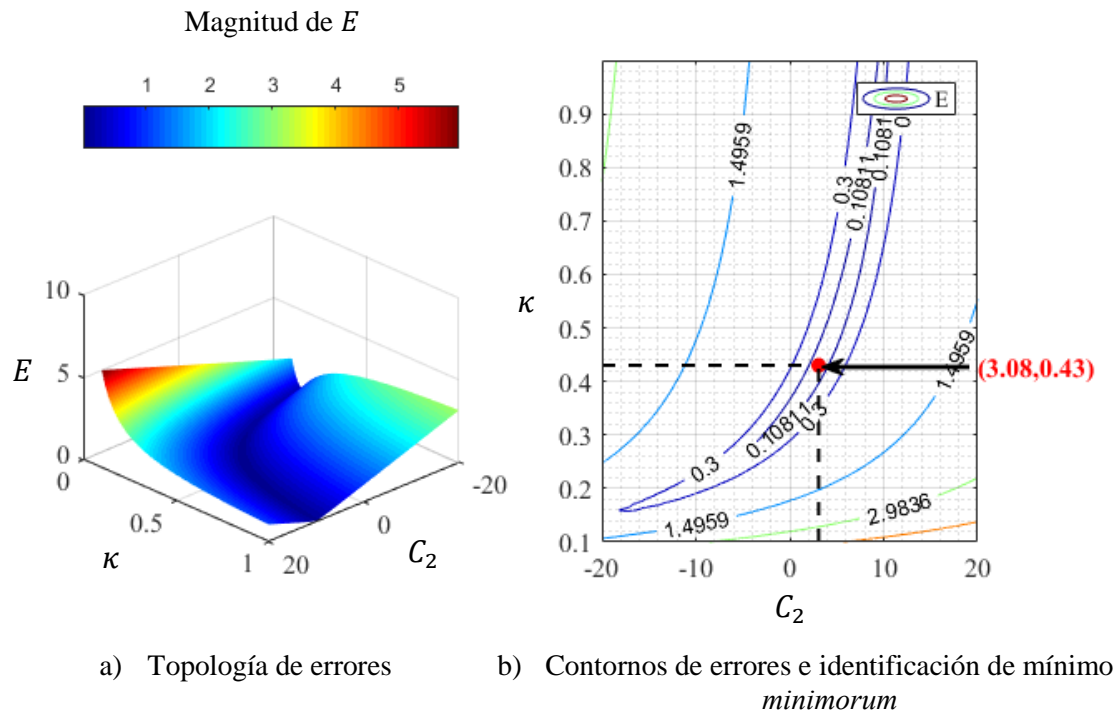 Magnitud de E
1 2 3 4 5
10
5
0
E
0
0.5
1
κ
20
0
-20
C₂
E
0.9
0.8
0.7
0.6
0.5
0.4
0.3
0.2
0.1
κ
1.4959
0.3
0.10811
0.1081
0
0.3
0.10811
0.3
1.4959
1.4959
2.9836
(3.08,0.43)
-20 -10 0 10 20
C₂
a) Topología de errores
b) Contornos de errores e identificación de mínimo
minimorum